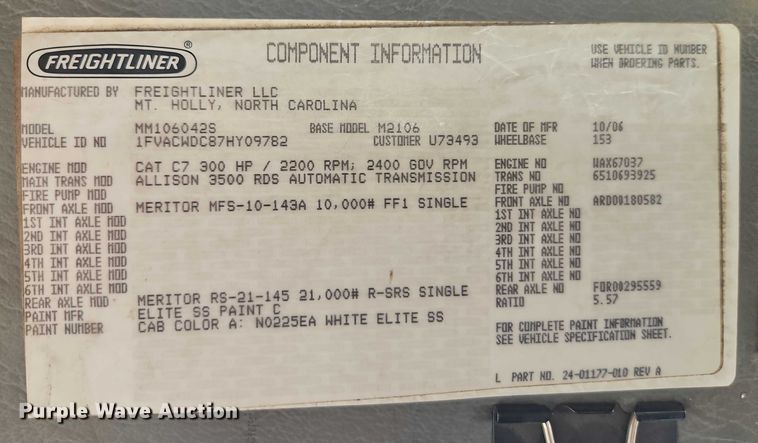 FREIGHTLINER ®
COMPONENT INFORMATION
USE VEHICLE ID NUMBER
WHEN ORDERING PARTS.
MANUFACTURED BY FREIGHTLINER LLC
MT. HOLLY, NORTH CAROLINA
MODEL MM106042S BASE MODEL M2106 DATE OF MFR 10/06
VEHICLE ID NO 1FVACWDC87HY09782 CUSTOMER U73493 WHEELBASE 153
ENGINE MOD CAT C7 300 HP / 2200 RPM; 2400 GOV RPM ENGINE NO WAX67037
MAIN TRANS MOD ALLISON 3500 RDS AUTOMATIC TRANSMISSION TRANS NO 6510693925
FIRE PUMP MOD FIRE PUMP NO
FRONT AXLE MOD MERITOR MFS-10-143A 10,000# FF1 SINGLE FRONT AXLE NO ARD00180582
1ST INT AXLE MOD 1ST INT AXLE NO
2ND INT AXLE MOD 2ND INT AXLE NO
3RD INT AXLE MOD 3RD INT AXLE NO
4TH INT AXLE MOD 4TH INT AXLE NO
5TH INT AXLE MOD 5TH INT AXLE NO
6TH INT AXLE MOD 6TH INT AXLE NO
REAR AXLE MOD MERITOR RS-21-145 21,000# R-SRS SINGLE REAR AXLE NO FOR00295559
PAINT MFR ELITE SS PAINT C RATIO 5.57
PAINT NUMBER CAB COLOR A: N0225EA WHITE ELITE SS
FOR COMPLETE PAINT INFORMATION
SEE VEHICLE SPECIFICATION SHEET.
L PART NO. 24-01177-010 REV A
Purple Wave Auction